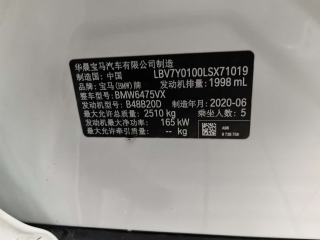 华晨宝马汽车有限公司制造
制造国: 中国 LBV7Y0100LSX71019
品牌: 宝马(BMW)牌 发动机排量: 1998 mL
整车型号: BMW6475VX
发动机型号: B48B20D 制造年月: 2020-06
最大允许总质量: 2510 kg 乘坐人数: 5
发动机最大净功率: 165 kW
最大允许牵引质量: -- kg